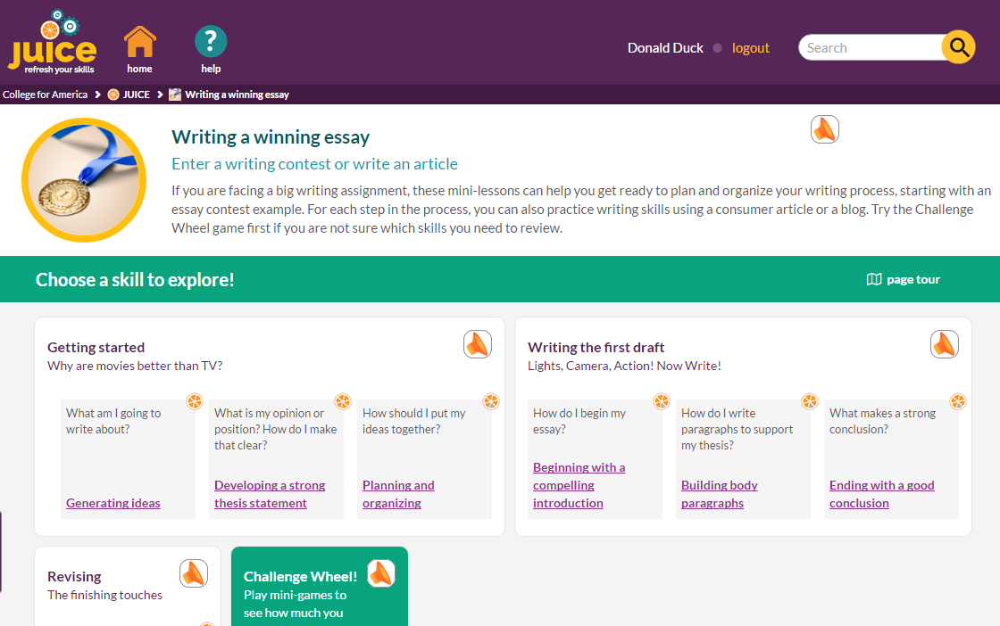 juice
refresh your skills
home
?
help
Donald Duck
logout
Search
College for America
JUICE
Writing a winning essay
Writing a winning essay
Enter a writing contest or write an article
If you are facing a big writing assignment, these mini-lessons can help you get ready to plan and organize your writing process, starting with an
essay contest example. For each step in the process, you can also practice writing skills using a consumer article or a blog. Try the Challenge
Wheel game first if you are not sure which skills you need to review.
Choose a skill to explore!
page tour
Getting started
Why are movies better than TV?
What am I going to
write about?
Generating ideas
What is my opinion or
position? How do I make
that clear?
Developing a strong
thesis statement
How should I put my
ideas together?
Planning and
organizing
Writing the first draft
Lights, Camera, Action! Now Write!
How do I begin my
essay?
Beginning with a
compelling
introduction
How do I write
paragraphs to support
my thesis?
Building body
paragraphs
What makes a strong
conclusion?
Ending with a good
conclusion
Revising
The finishing touches
Challenge Wheel!
Play mini-games to
see how much you